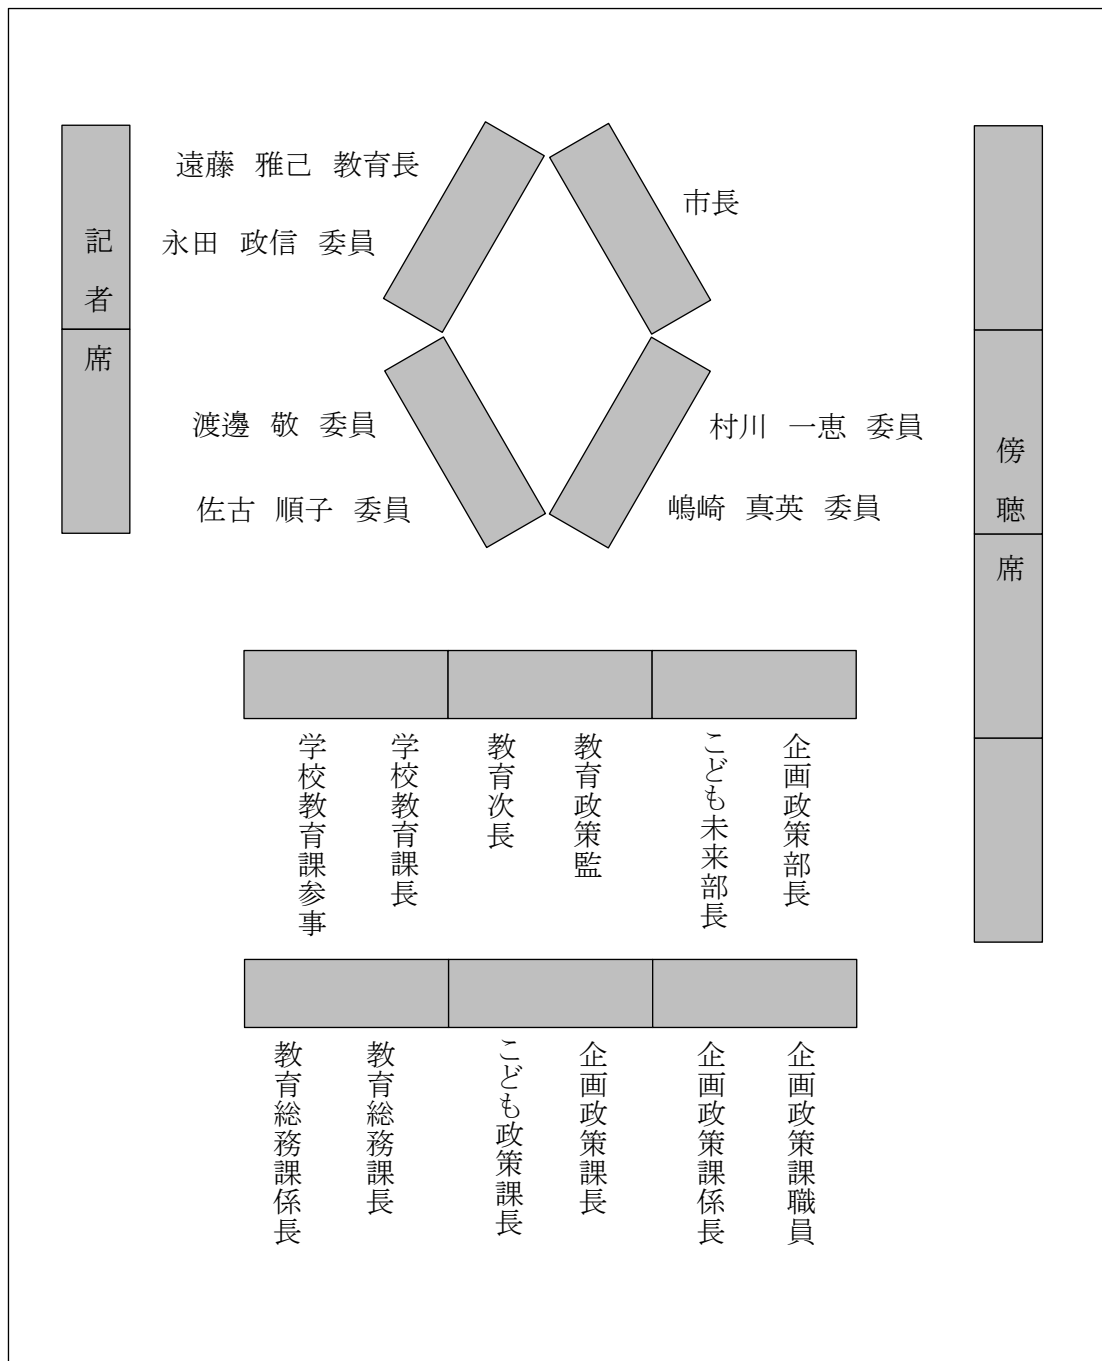 遠藤 雅己 教育長
永田 政信 委員
市長
記者席
渡邊 敬 委員
佐古 順子 委員
村川 一恵 委員
嶋崎 真英 委員
傍聴席
学校教育課参事
学校教育課長
教育次長
教育政策監
こども未来部長
企画政策部長
教育総務課係長
教育総務課長
こども政策課長
企画政策課長
企画政策課係長
企画政策課職員